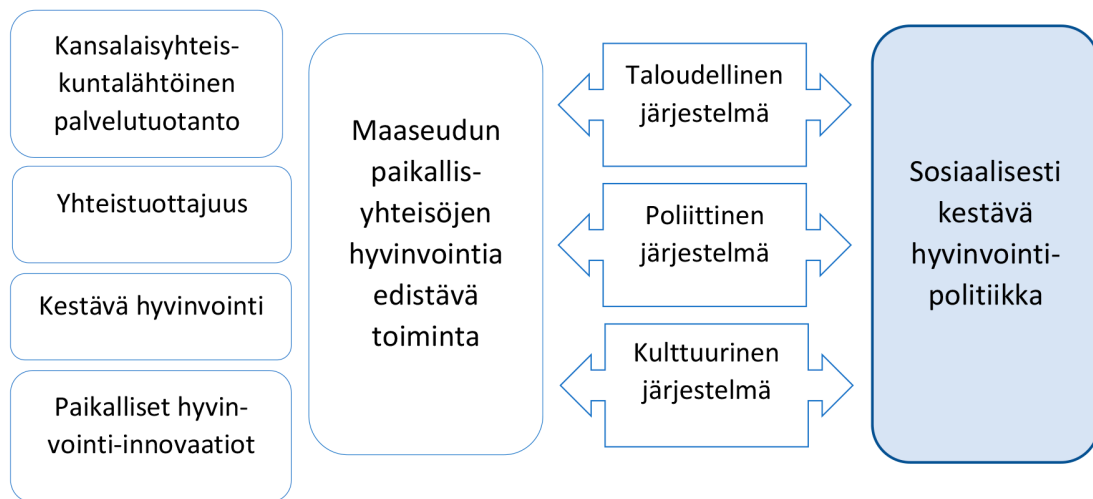 Kansalaisyhteis-
kuntalähtöinen
palvelutuotanto
Yhteistuottajuus
Kestävä hyvinvointi
Paikalliset hyvin-
vointi-innovaatiot
Maaseudun
paikallis-
yhteisöjen
hyvinvointia
edistävä
toiminta
Taloudellinen
järjestelmä
Poliittinen
järjestelmä
Kulttuurinen
järjestelmä
Sosiaalisesti
kestävä
hyvinvointi-
politiikka